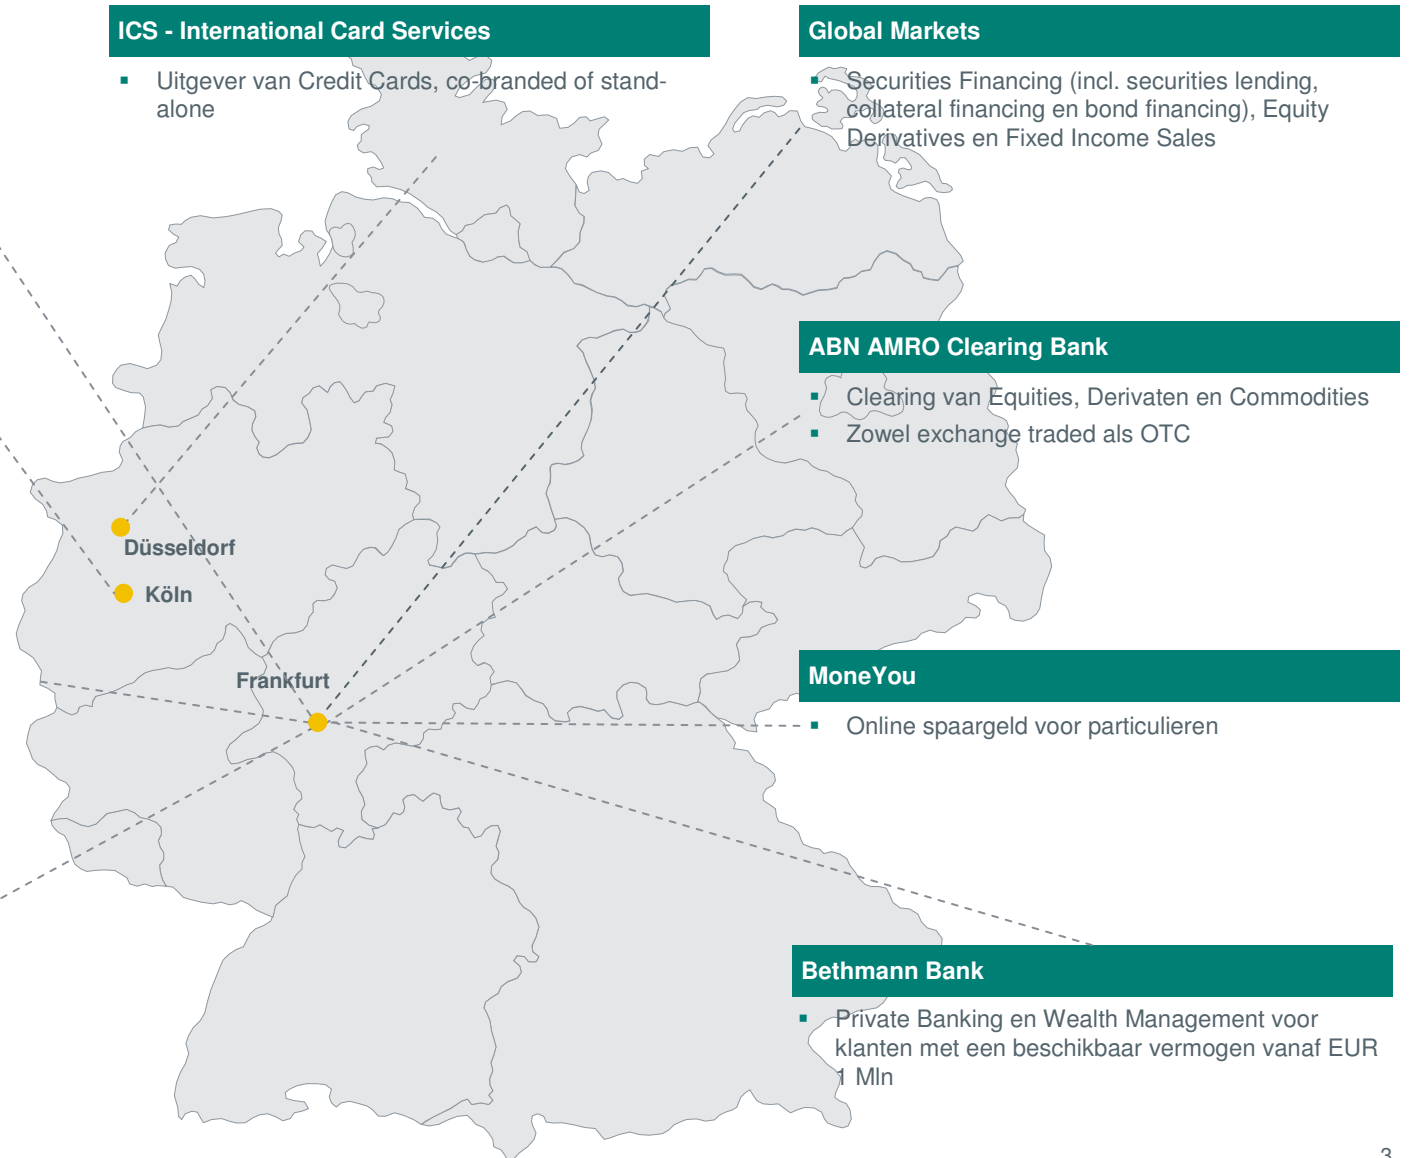 ICS - International Card Services
▪ Uitgever van Credit Cards, co-branded of stand-
alone
Global Markets
▪ Securities Financing (incl. securities lending,
collateral financing en bond financing), Equity
Derivatives en Fixed Income Sales
ABN AMRO Clearing Bank
▪ Clearing van Equities, Derivaten en Commodities
▪ Zowel exchange traded als OTC
Düsseldorf
Köln
Frankfurt
MoneYou
▪ Online spaargeld voor particulieren
Bethmann Bank
▪ Private Banking en Wealth Management voor
klanten met een beschikbaar vermogen vanaf EUR
1 Mln
3